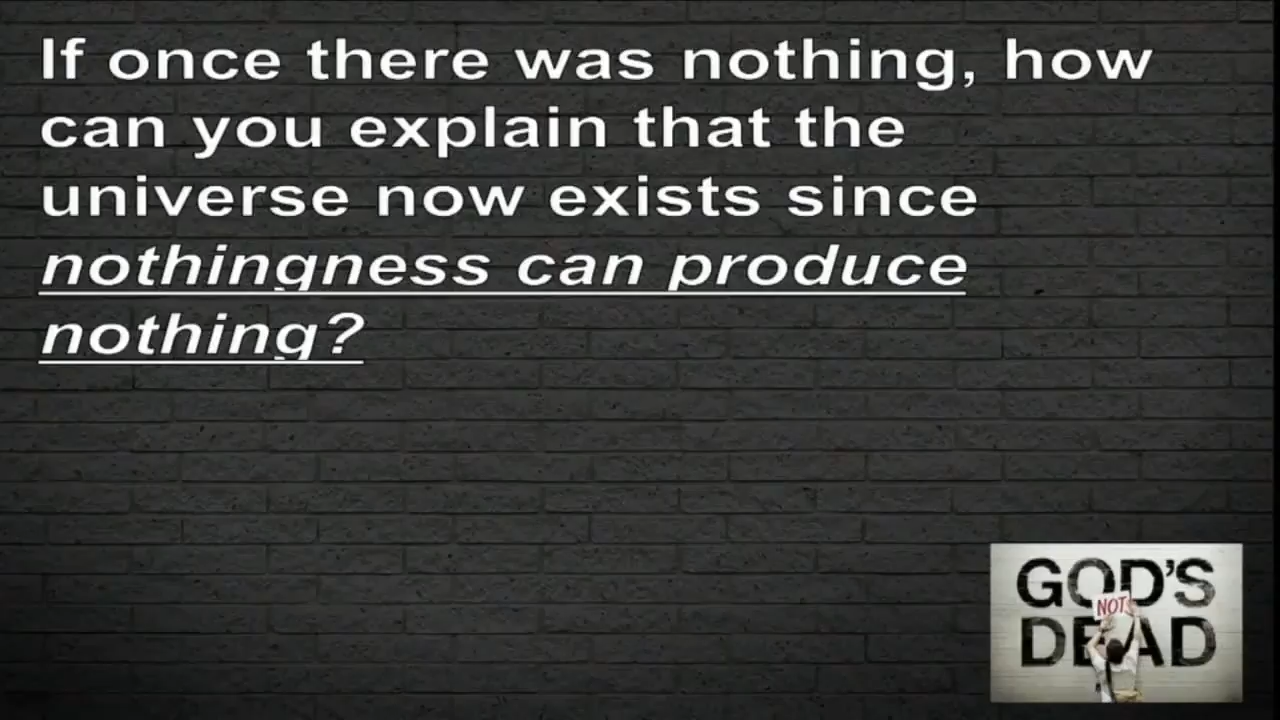 If once there was nothing, how
can you explain that the
universe now exists since
nothingness can produce
nothing?
GOD'S
NOT
DEAD